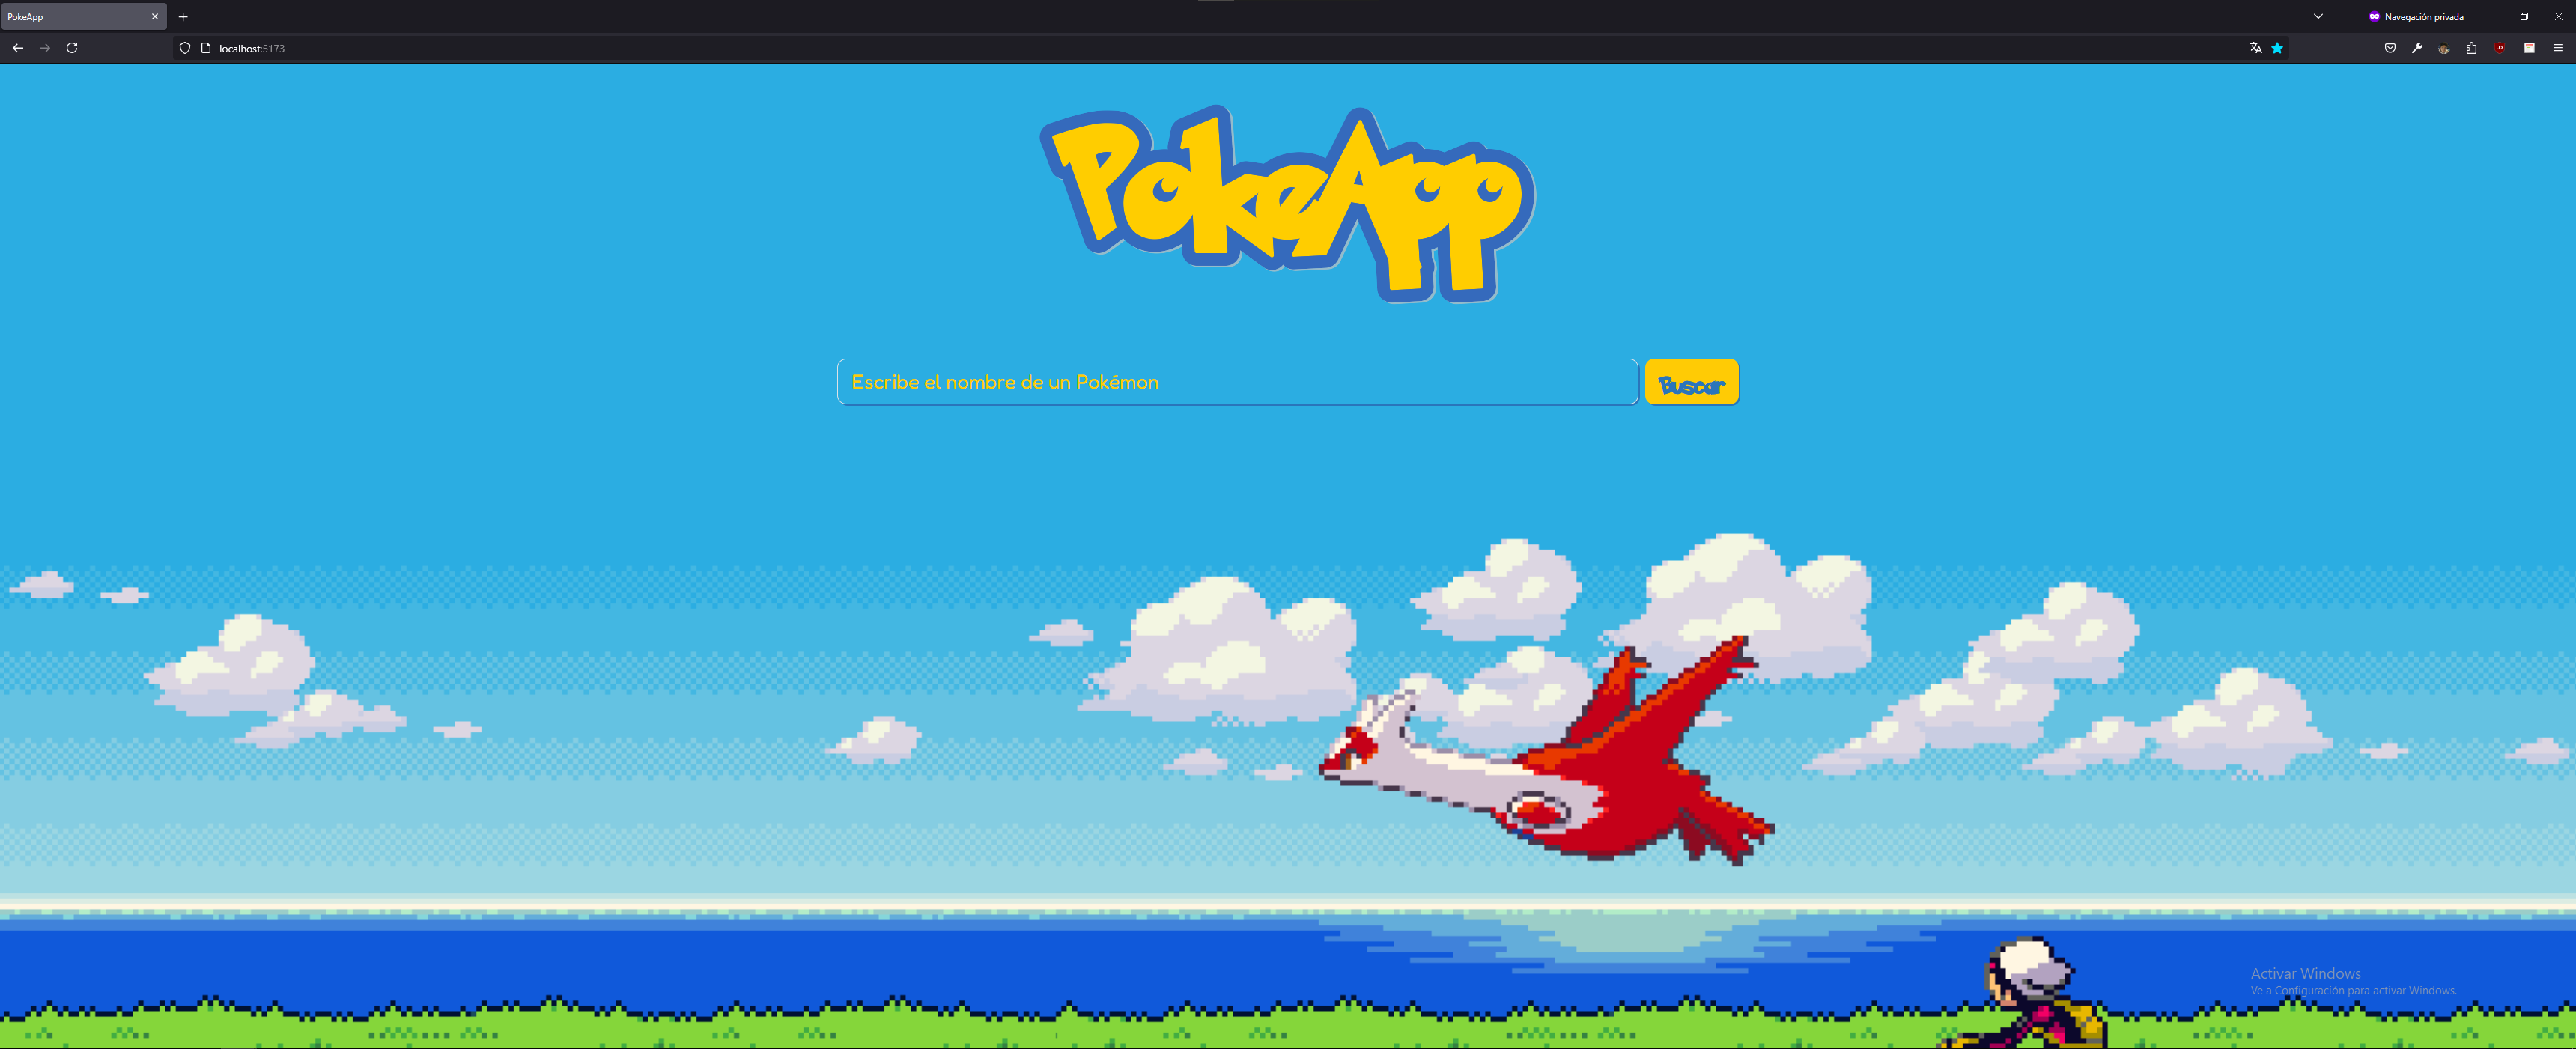 PokeApp
Navegación privada
localhost:5173
PokeApp
Escribe el nombre de un Pokémon
Buscar
Activar Windows
Ve a Configuración para activar Windows.